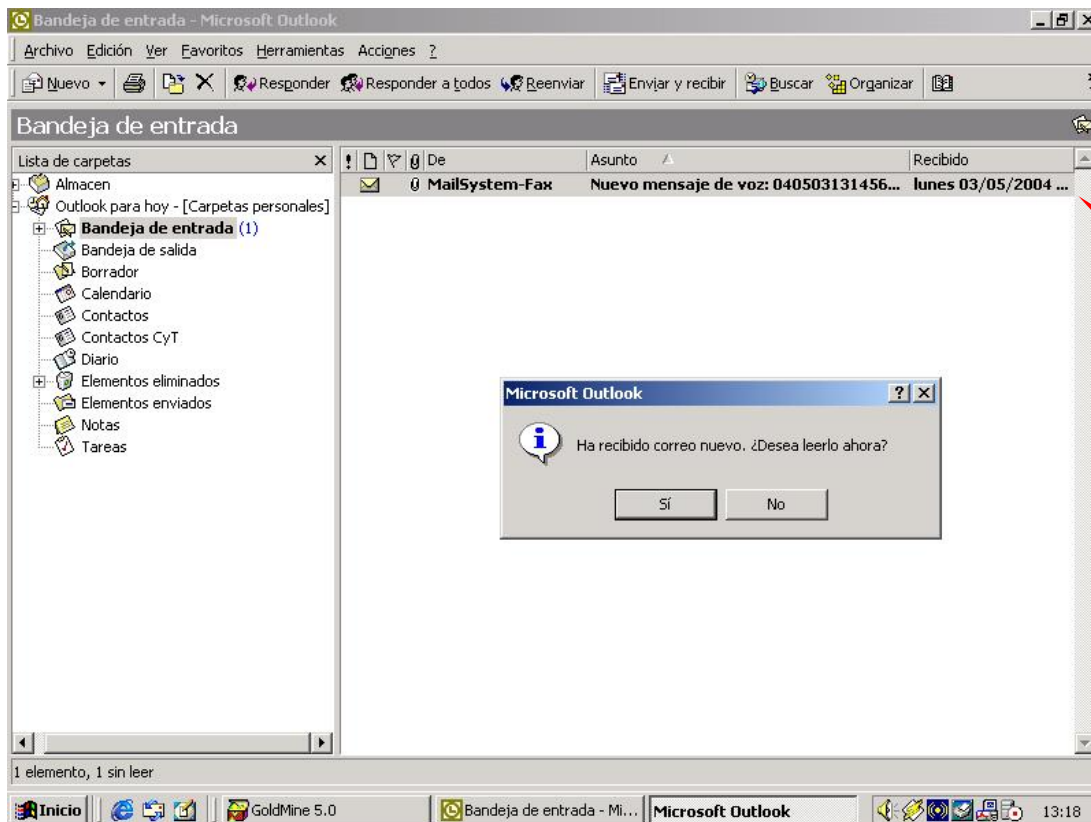 Bandeja de entrada - Microsoft Outlook
Archivo Edición Ver Favoritos Herramientas Acciones ?
Nuevo Responder Responder a todos Reenviar Enviar y recibir Buscar Organizar
Bandeja de entrada
Lista de carpetas
! De Asunto Recibido
MailSystem-Fax Nuevo mensaje de voz: 040503131456... lunes 03/05/2004 ...
Almacen
Outlook para hoy - [Carpetas personales]
Bandeja de entrada (1)
Bandeja de salida
Borrador
Calendario
Contactos
Contactos CyT
Diario
Elementos eliminados
Elementos enviados
Notas
Tareas
Microsoft Outlook
Ha recibido correo nuevo. ¿Desea leerlo ahora?
Sí No
1 elemento, 1 sin leer
Inicio GoldMine 5.0 Bandeja de entrada - Mi... Microsoft Outlook 13:18